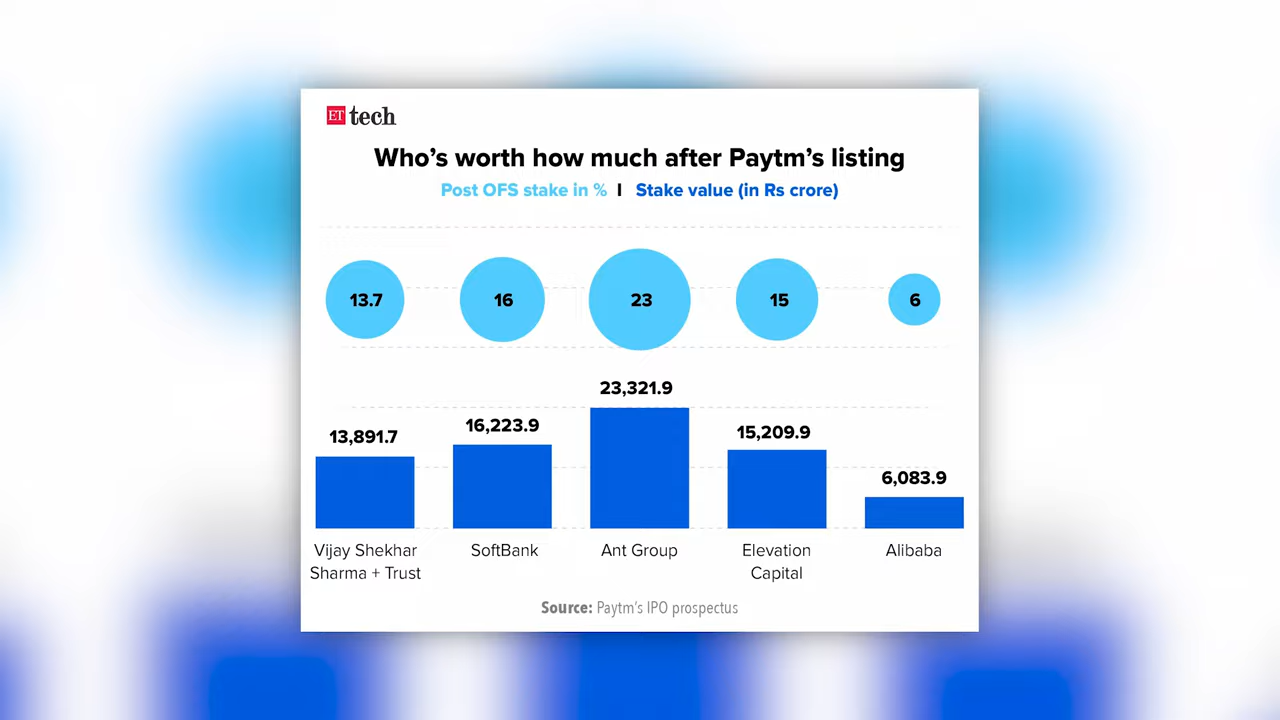 ET tech
Who's worth how much after Paytm's listing
Post OFS stake in % I Stake value (in Rs crore)
13.7 16 23 15 6
13,891.7 16,223.9 23,321.9 15,209.9 6,083.9
Vijay Shekhar Sharma + Trust SoftBank Ant Group Elevation Capital Alibaba
Source: Paytm's IPO prospectus